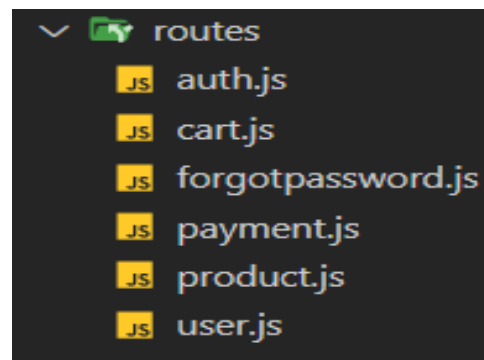 routes
JS auth.js
JS cart.js
JS forgotpassword.js
JS payment.js
JS product.js
JS user.js